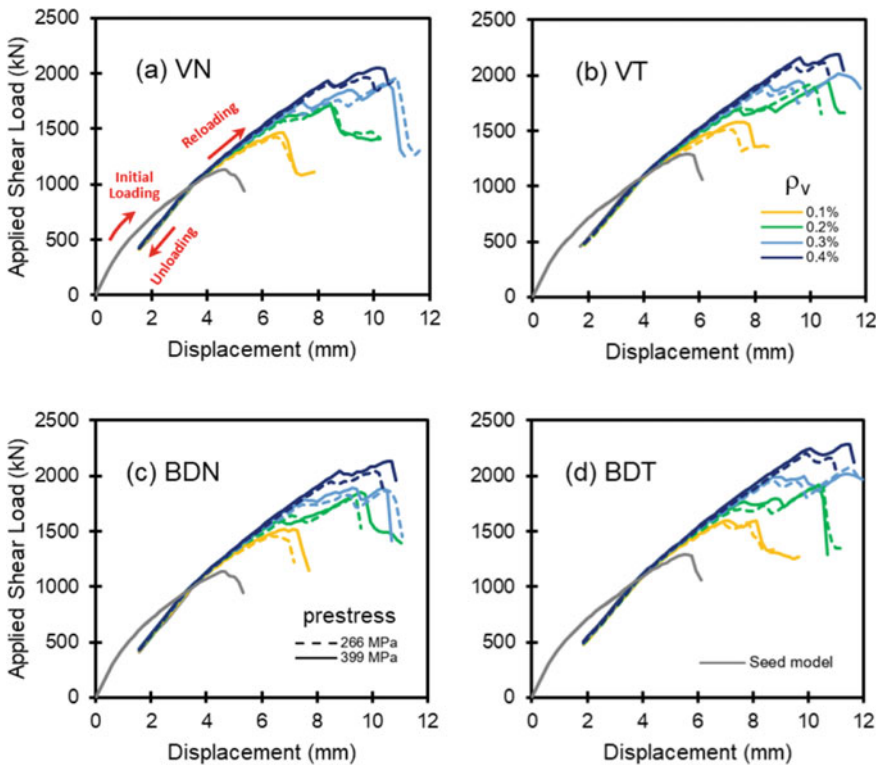 (a) VN
Applied Shear Load (kN)
2500
2000
1500
1000
500
0
Initial
Loading
Reloading
Unloading
0 2 4 6 8 10 12
Displacement (mm)
(b) VT
2500
2000
1500
1000
500
0
ρv
0.1%
0.2%
0.3%
0.4%
0 2 4 6 8 10 12
Displacement (mm)
(c) BDN
Applied Shear Load (kN)
2500
2000
1500
1000
500
0
prestress
266 MPa
399 MPa
0 2 4 6 8 10 12
Displacement (mm)
(d) BDT
2500
2000
1500
1000
500
0
Seed model
0 2 4 6 8 10 12
Displacement (mm)